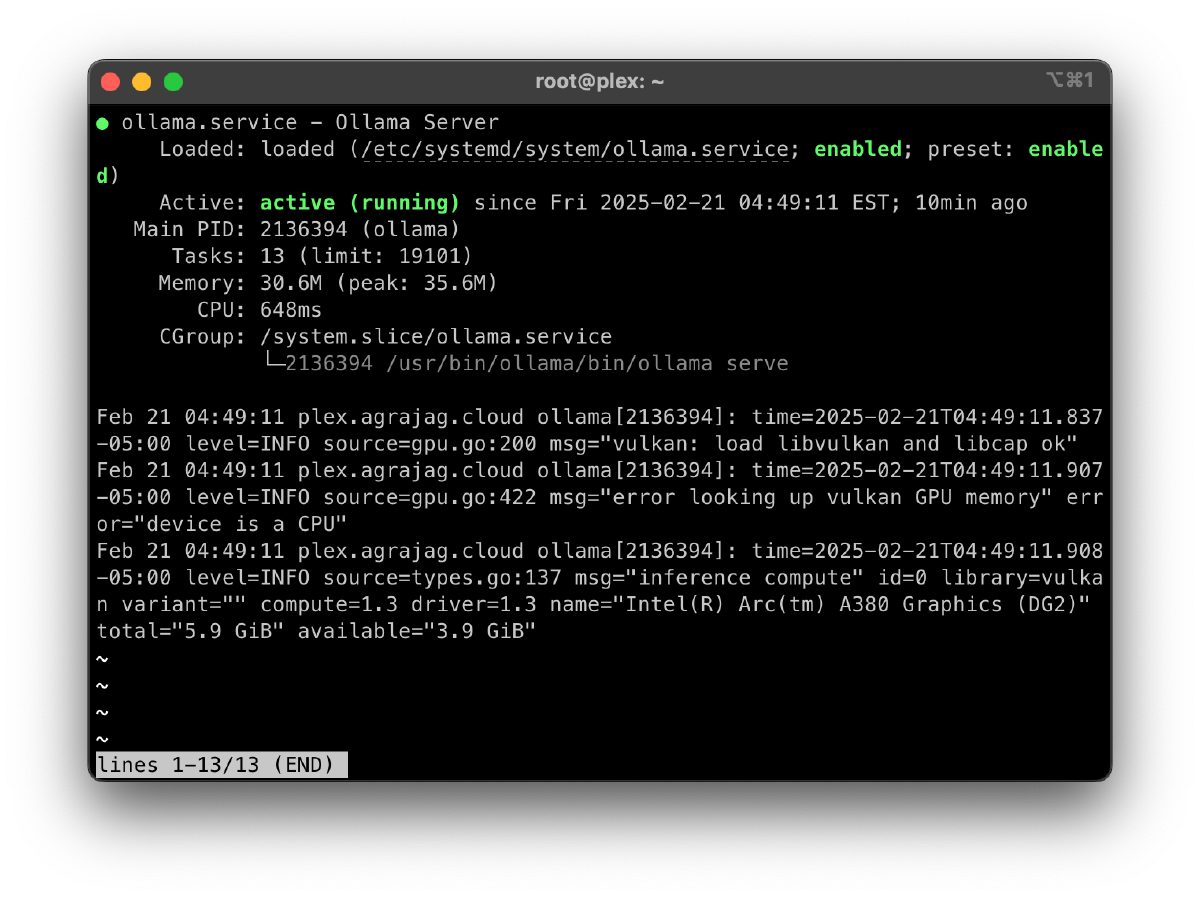 root@plex: ~
⌥⌘1
● ollama.service - Ollama Server
     Loaded: loaded (/etc/systemd/system/ollama.service; enabled; preset: enable
d)
     Active: active (running) since Fri 2025-02-21 04:49:11 EST; 10min ago
   Main PID: 2136394 (ollama)
      Tasks: 13 (limit: 19101)
     Memory: 30.6M (peak: 35.6M)
        CPU: 648ms
     CGroup: /system.slice/ollama.service
             └─2136394 /usr/bin/ollama/bin/ollama serve
Feb 21 04:49:11 plex.agrajag.cloud ollama[2136394]: time=2025-02-21T04:49:11.837
-05:00 level=INFO source=gpu.go:200 msg="vulkan: load libvulkan and libcap ok"
Feb 21 04:49:11 plex.agrajag.cloud ollama[2136394]: time=2025-02-21T04:49:11.907
-05:00 level=INFO source=gpu.go:422 msg="error looking up vulkan GPU memory" err
or="device is a CPU"
Feb 21 04:49:11 plex.agrajag.cloud ollama[2136394]: time=2025-02-21T04:49:11.908
-05:00 level=INFO source=types.go:137 msg="inference compute" id=0 library=vulka
n variant="" compute=1.3 driver=1.3 name="Intel(R) Arc(tm) A380 Graphics (DG2)"
total="5.9 GiB" available="3.9 GiB"
~
~
~
~
lines 1-13/13 (END)